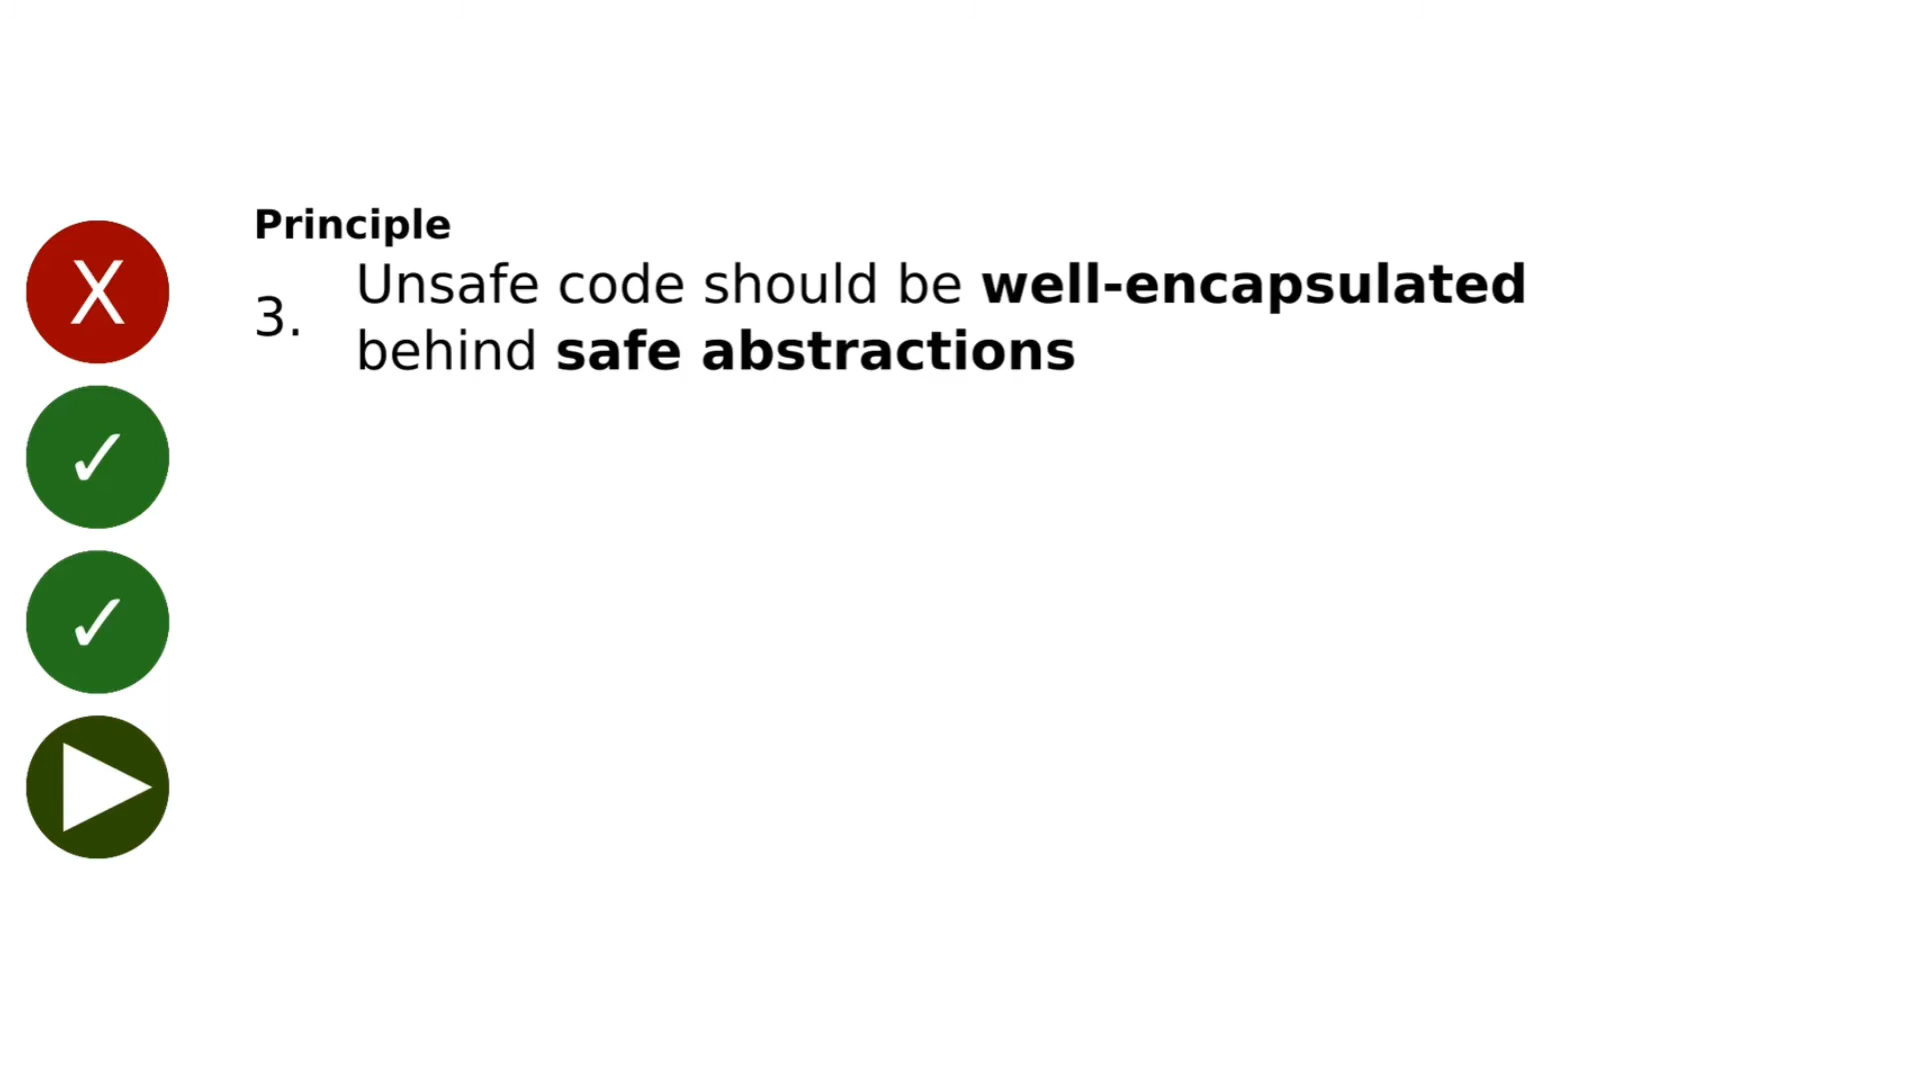 Principle
3. Unsafe code should be well-encapsulated
behind safe abstractions
X
✓
✓